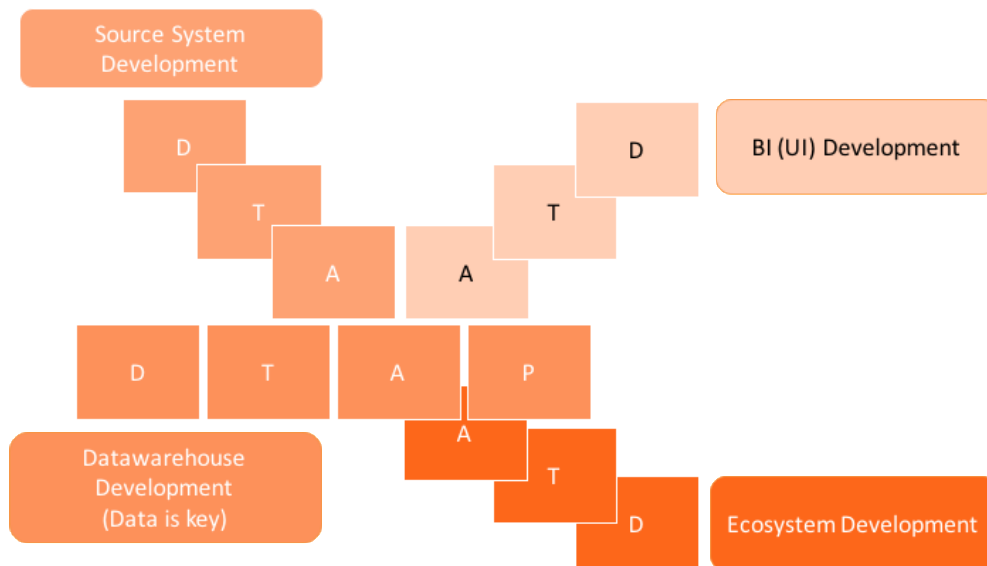 Source System
Development
D
D
BI (UI) Development
T
T
A
A
D
T
A
P
A
Datawarehouse
Development
(Data is key)
T
D
Ecosystem Development